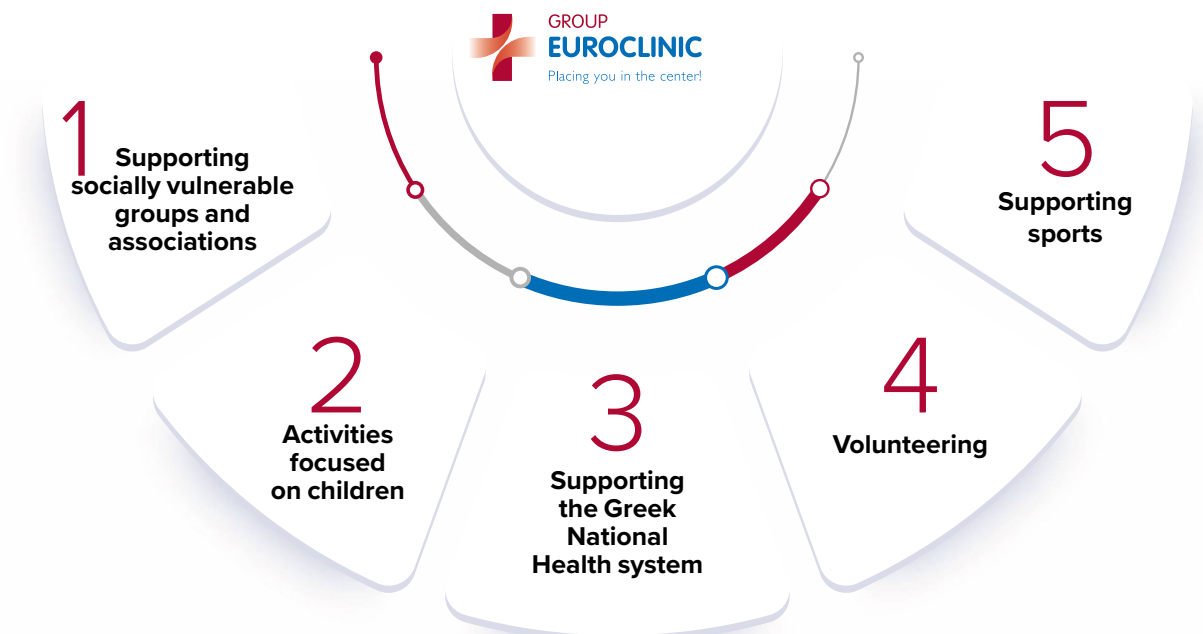 GROUP
EUROCLINIC
Placing you in the center!
1
Supporting
socially vulnerable
groups and
associations
2
Activities
focused
on children
3
Supporting
the Greek
National
Health system
4
Volunteering
5
Supporting
sports